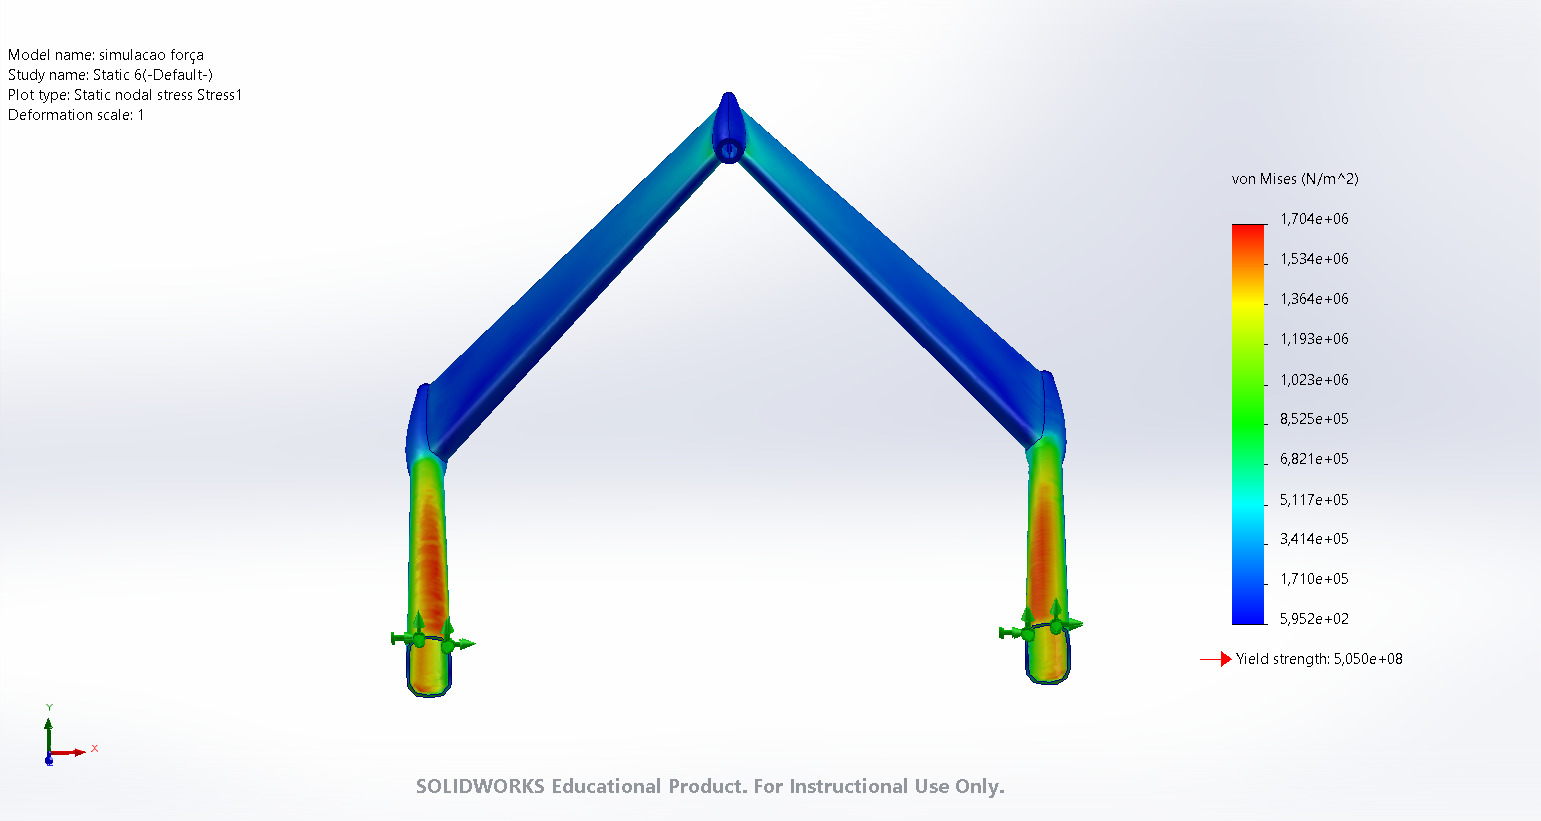 Model name: simulacao força
Study name: Static 6(-Default-)
Plot type: Static nodal stress Stress1
Deformation scale: 1
von Mises (N/m^2)
1,704e+06
1,534e+06
1,364e+06
1,193e+06
1,023e+06
8,525e+05
6,821e+05
5,117e+05
3,414e+05
1,710e+05
5,952e+02
Yield strength: 5,050e+08
Y
X
SOLIDWORKS Educational Product. For Instructional Use Only.